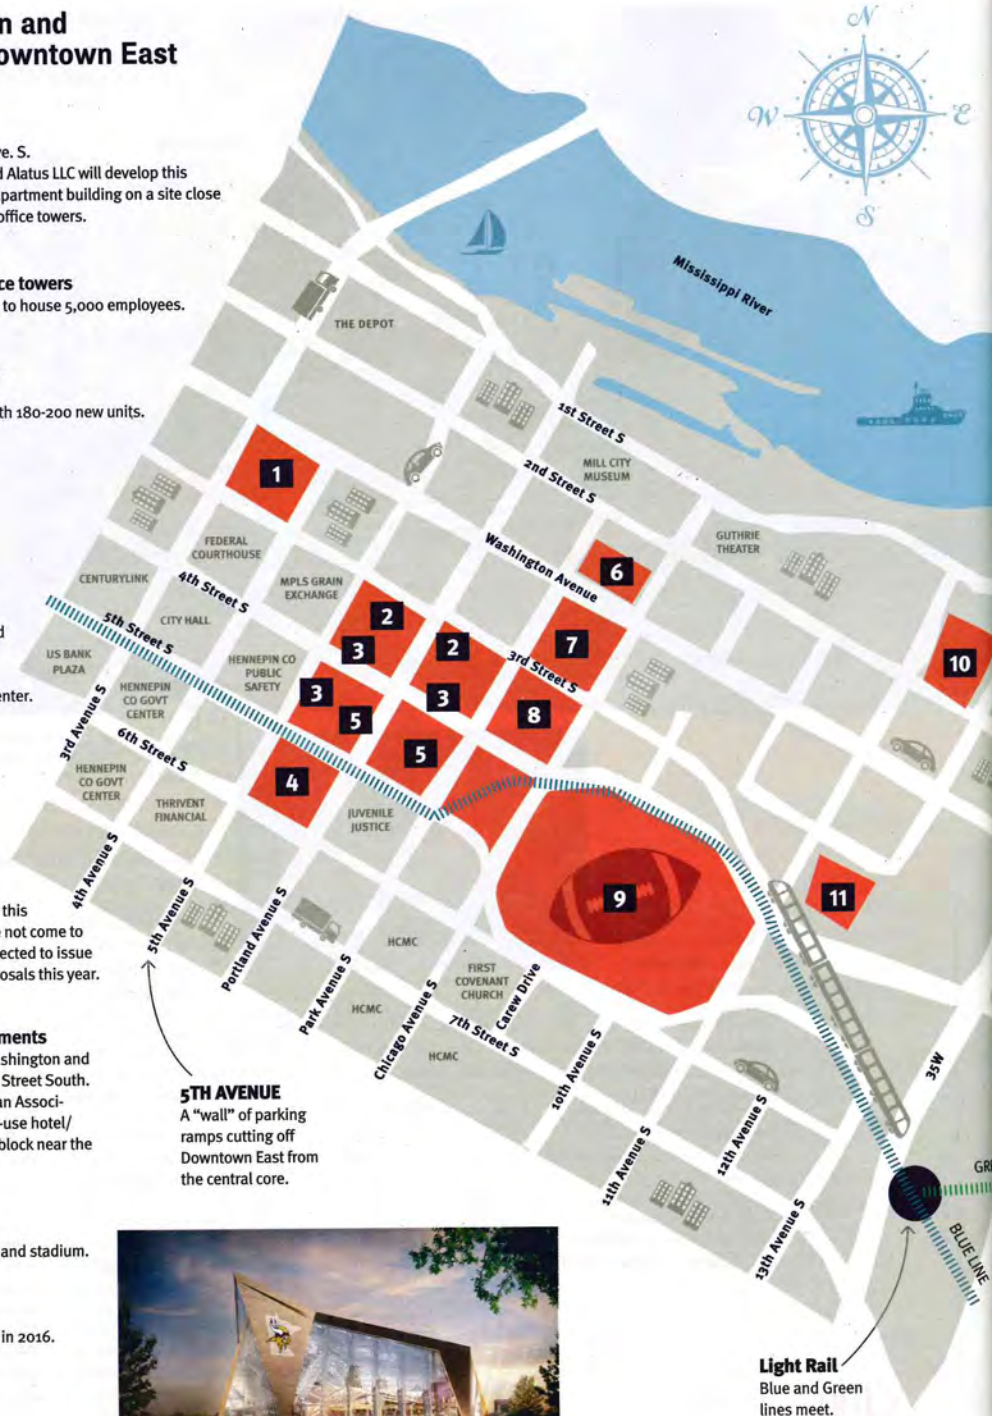 n and
owntown East
ve. S.
d Alatus LLC will develop this
partment building on a site close
office towers.
ce towers
to house 5,000 employees.
th 180-200 new units.
d
enter.
this
not come to
ected to issue
osals this year.
ments
ashington and
Street South.
an Associ-
-use hotel/
block near the
and stadium.
in 2016.
N
W
E
S
Mississippi River
THE DEPOT
1st Street S
MILL CITY
MUSEUM
2nd Street S
GUTHRIE
THEATER
Washington Avenue
1
6
FEDERAL
COURTHOUSE
CENTURYLINK
4th Street S
MPLS GRAIN
EXCHANGE
2
CITY HALL
5th Street S
3
2
7
3rd Street S
10
US BANK
PLAZA
HENNEPIN CO
PUBLIC
SAFETY
HENNEPIN
CO GOVT
CENTER
3
3
5
8
3rd Avenue S
6th Street S
5
4
HENNEPIN
CO GOVT
CENTER
THRIVENT
FINANCIAL
JUVENILE
JUSTICE
9
11
4th Avenue S
5th Avenue S
Portland Avenue S
Park Avenue S
Chicago Avenue S
HCMC
HCMC
HCMC
FIRST
COVENANT
CHURCH
Carew Drive
7th Street S
10th Avenue S
11th Avenue S
12th Avenue S
13th Avenue S
35W
GRE
BLUE LINE
5TH AVENUE
A "wall" of parking
ramps cutting off
Downtown East from
the central core.
Light Rail
Blue and Green
lines meet.